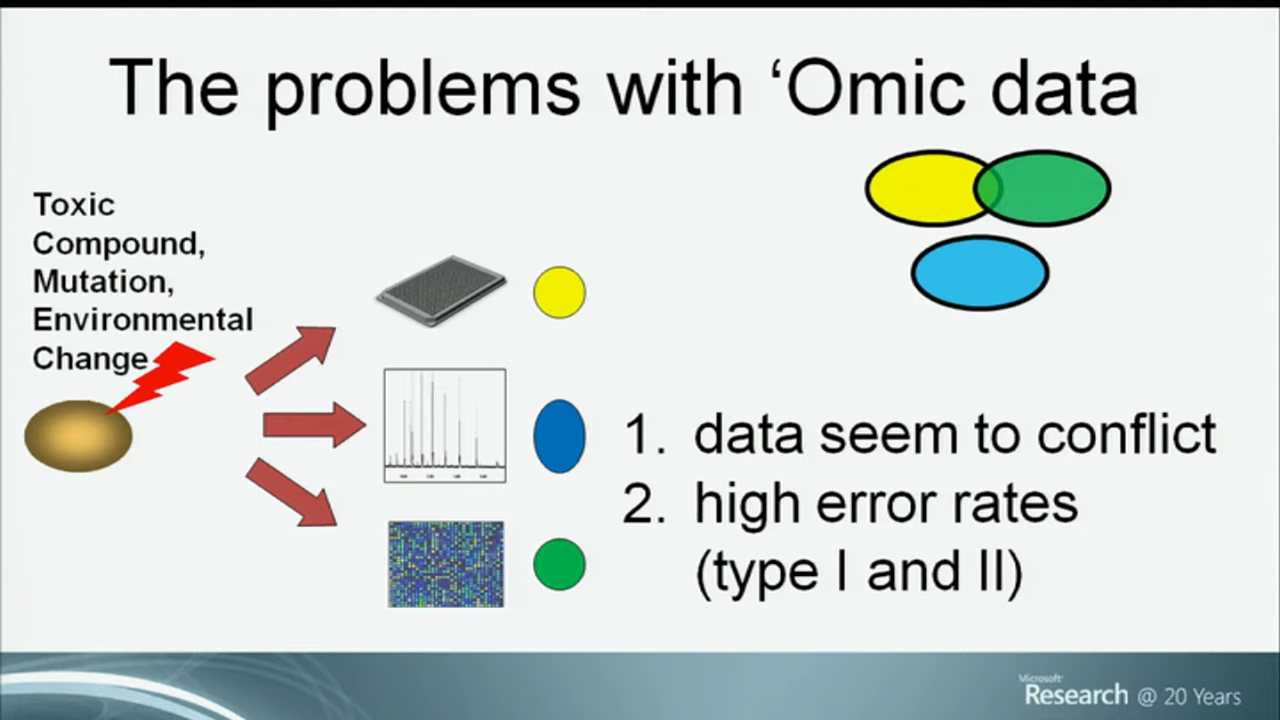 The problems with ‘Omic data
Toxic
Compound,
Mutation,
Environmental
Change
1. data seem to conflict
2. high error rates
(type I and II)
Microsoft
Research @ 20 Years